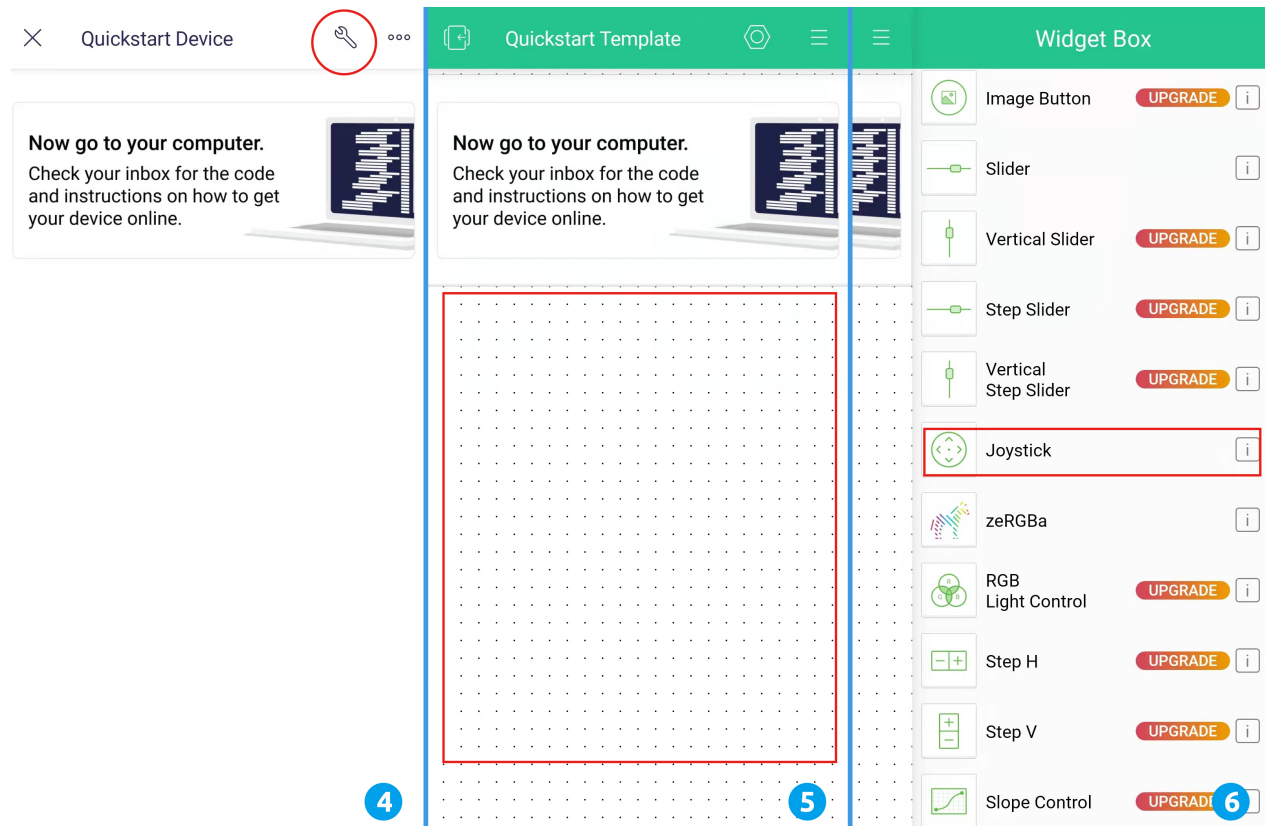 Quickstart Device
Now go to your computer.
Check your inbox for the code
and instructions on how to get
your device online.
4
Quickstart Template
Now go to your computer.
Check your inbox for the code
and instructions on how to get
your device online.
5
Widget Box
Image Button UPGRADE i
Slider i
Vertical Slider UPGRADE i
Step Slider UPGRADE i
Vertical
Step Slider UPGRADE i
Joystick i
zeRGBa i
RGB
Light Control UPGRADE i
Step H UPGRADE i
Step V UPGRADE i
Slope Control UPGRAD
6